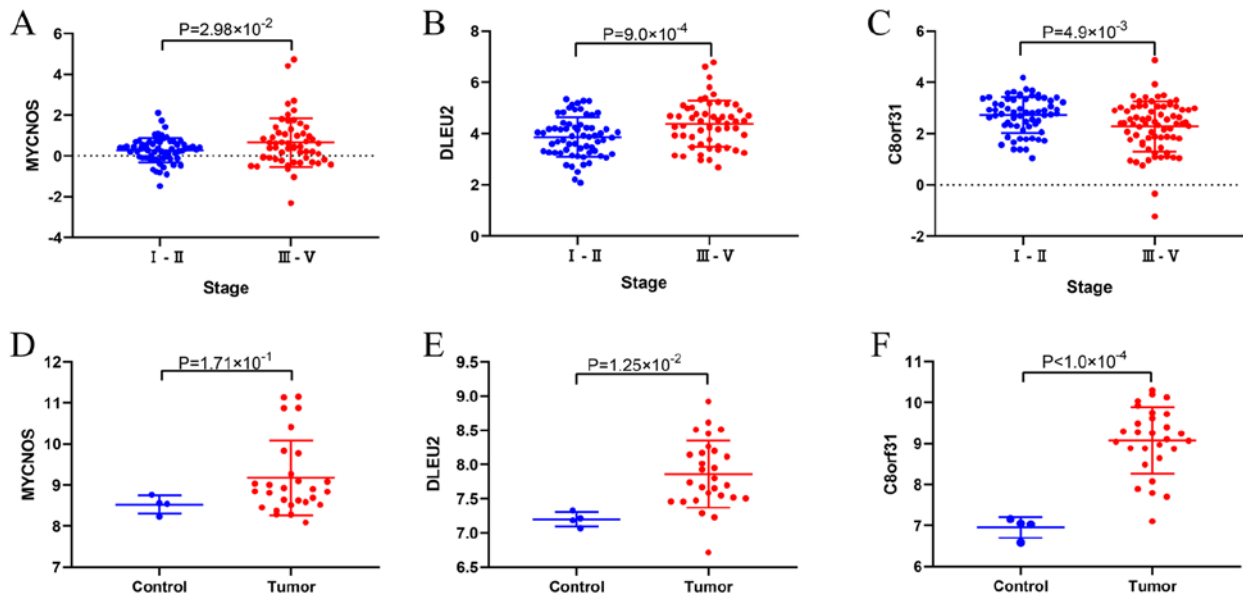 A
P=2.98×10⁻²
MYCNOS
6
4
2
0
-2
-4
Ⅰ - Ⅱ
Ⅲ - Ⅴ
Stage
B
P=9.0×10⁻⁴
DLEU2
8
6
4
2
0
Ⅰ - Ⅱ
Ⅲ - Ⅴ
Stage
C
P=4.9×10⁻³
C8orf31
6
4
2
0
-2
Ⅰ - Ⅱ
Ⅲ - Ⅴ
Stage
D
P=1.71×10⁻¹
MYCNOS
12
11
10
9
8
7
Control
Tumor
E
P=1.25×10⁻²
DLEU2
9.5
9.0
8.5
8.0
7.5
7.0
6.5
Control
Tumor
F
P<1.0×10⁻⁴
C8orf31
11
10
9
8
7
6
Control
Tumor